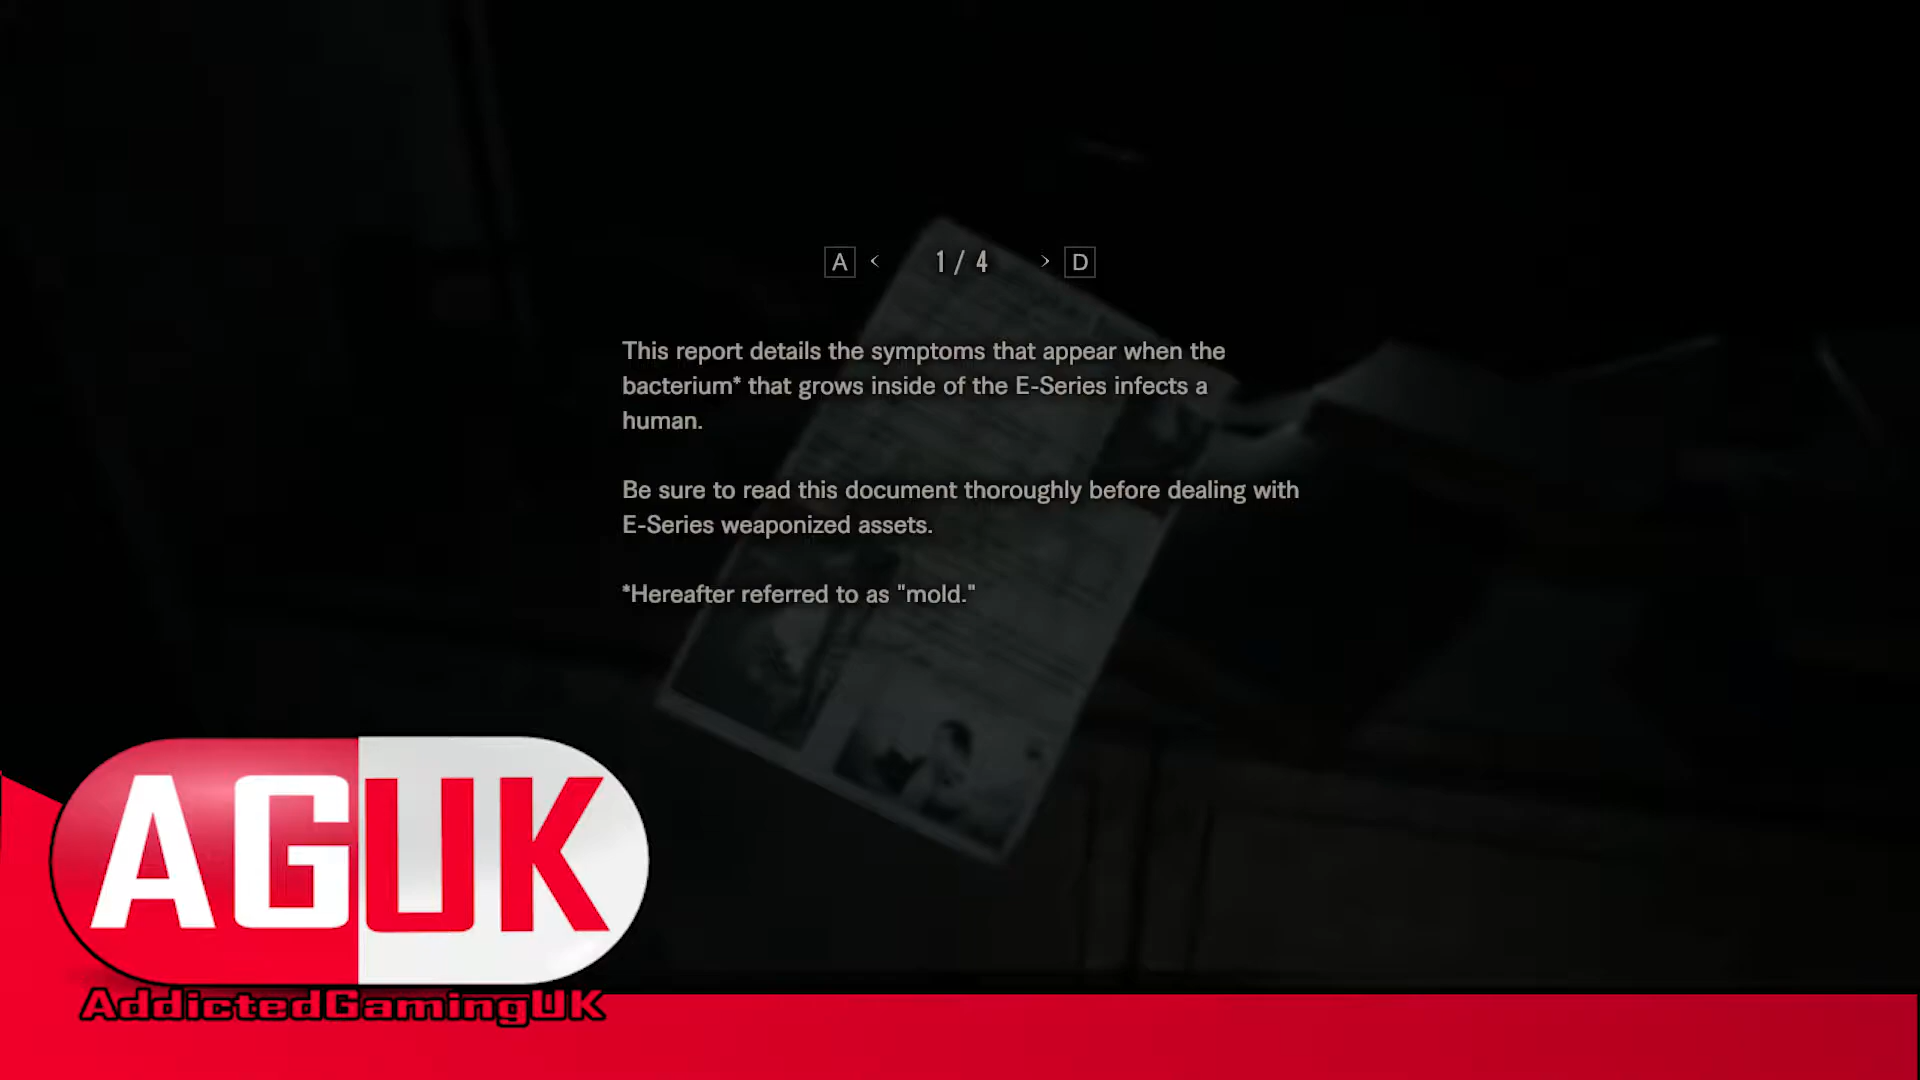 A < 1 / 4 > D
This report details the symptoms that appear when the
bacterium* that grows inside of the E-Series infects a
human.
Be sure to read this document thoroughly before dealing with
E-Series weaponized assets.
*Hereafter referred to as "mold."
AGUK
AddictedGamingUK